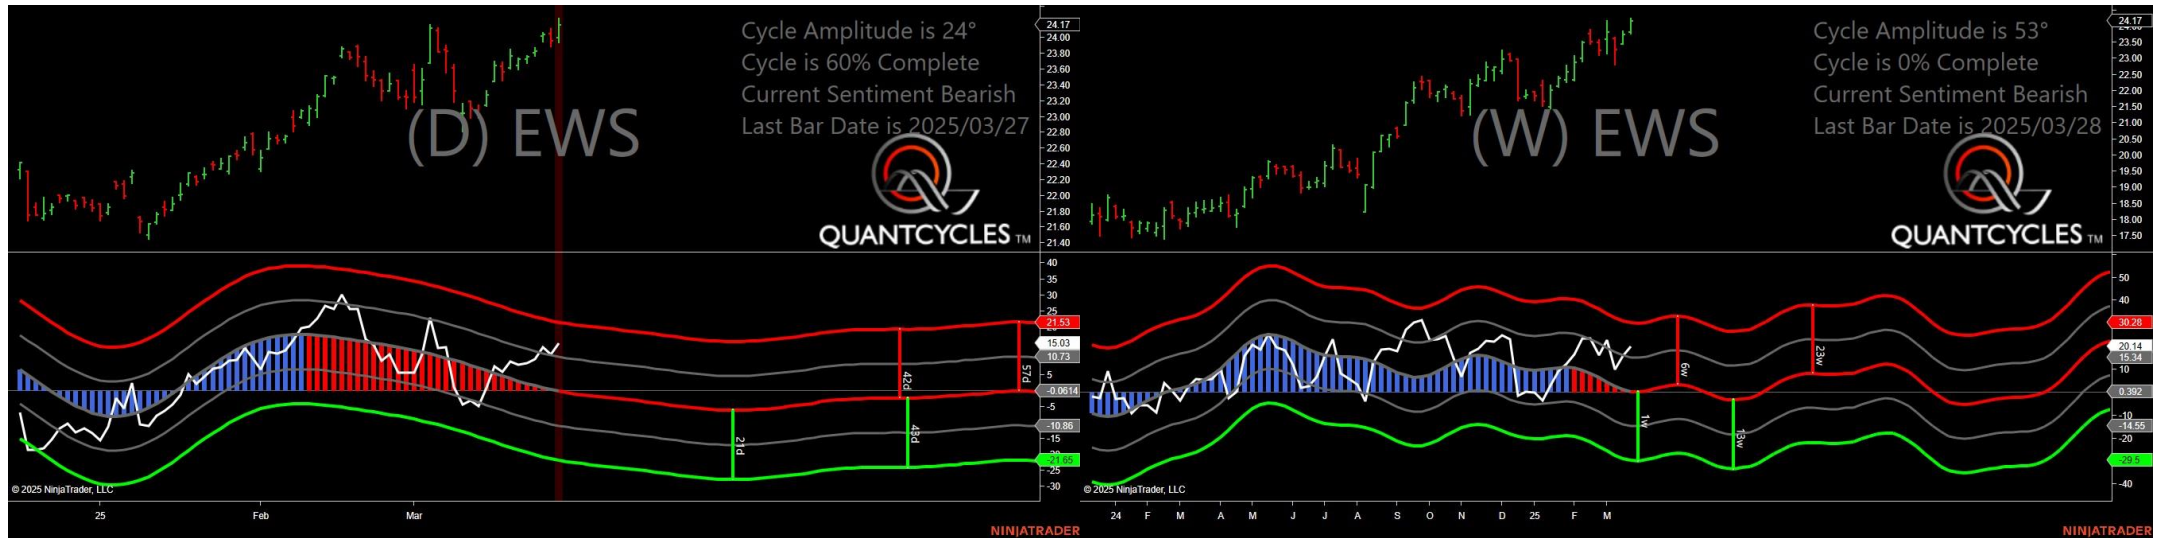 Cycle Amplitude is 24°
Cycle is 60% Complete
Current Sentiment Bearish
Last Bar Date is 2025/03/27
(D) EWS
QUANTCYCLES TM
24.17
24.00
23.80
23.60
23.40
23.20
23.00
22.80
22.60
22.40
22.20
22.00
21.80
21.60
21.40
40
35
30
25
21.53
15.03
10.73
5
-0.0614
-5
-10.86
-15
-21.65
-25
-30
21d
42d
43d
57d
© 2025 NinjaTrader, LLC
25 Feb Mar
NINJATRADER
Cycle Amplitude is 53°
Cycle is 0% Complete
Current Sentiment Bearish
Last Bar Date is 2025/03/28
(W) EWS
QUANTCYCLES TM
24.17
23.50
23.00
22.50
22.00
21.50
21.00
20.50
20.00
19.50
19.00
18.50
18.00
17.50
50
40
30.28
20.14
15.34
10
0.392
-10
-14.55
-20
-29.5
-40
1w
6w
13w
23w
© 2025 NinjaTrader, LLC
24 F M A M J J A S O N D 25 F M
NINJATRADER